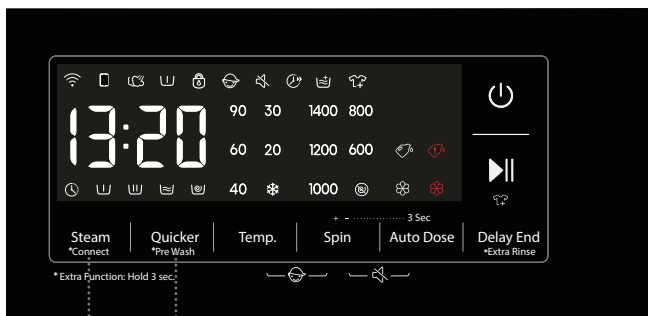 13:20
90 30 1400 800
60 20 1200 600
40 1000
+ - 3 Sec
Steam Quicker Temp. Spin Auto Dose Delay End
*Connect *Pre Wash *Extra Rinse
* Extra Function: Hold 3 sec.